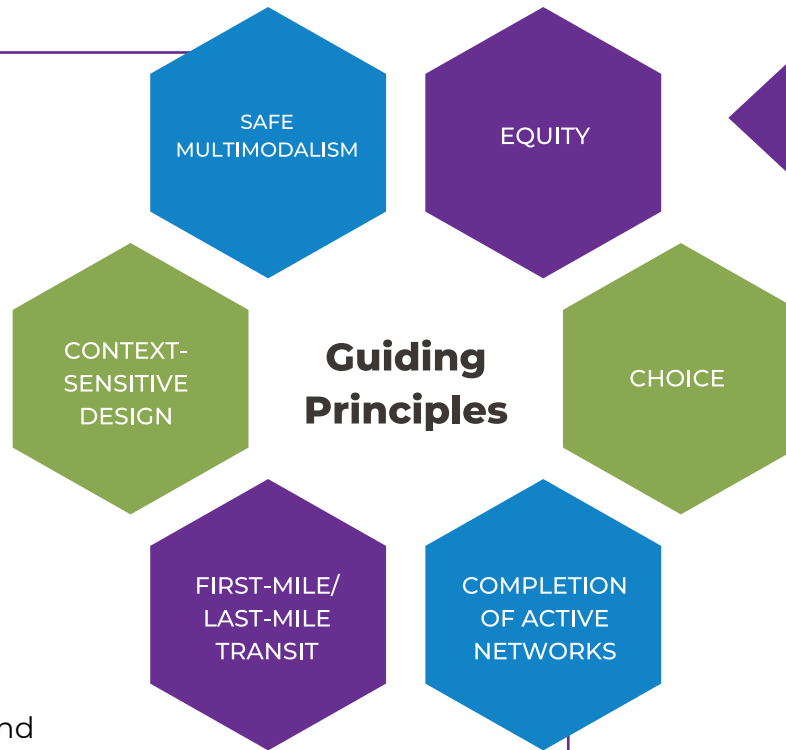 SAFE
MULTIMODALISM
EQUITY
CONTEXT-
SENSITIVE
DESIGN
Guiding
Principles
CHOICE
FIRST-MILE/
LAST-MILE
TRANSIT
COMPLETION
OF ACTIVE
NETWORKS